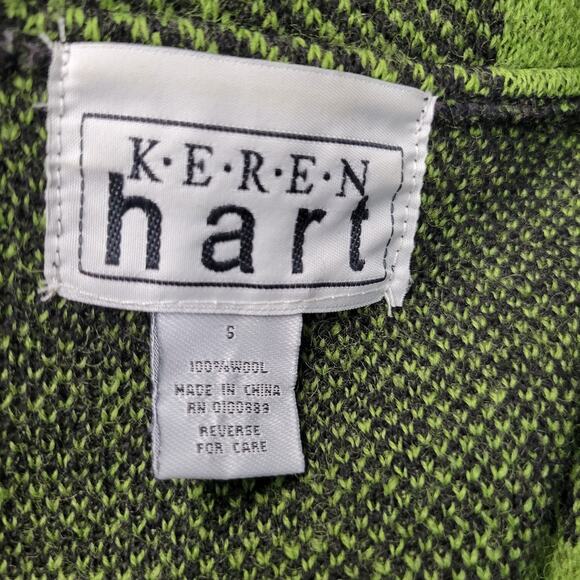 K·E·R·E·N
hart
S
100% WOOL
MADE IN CHINA
RN 0100889
REVERSE
FOR CARE